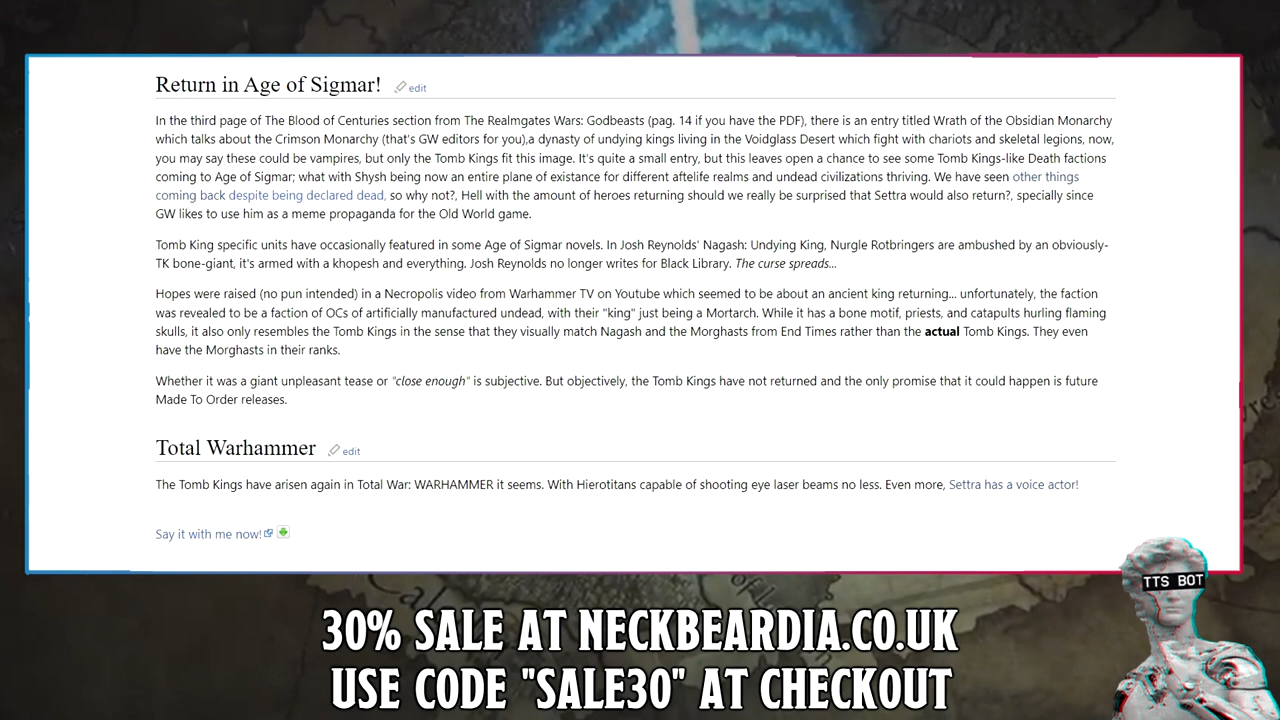 Return in Age of Sigmar! edit
In the third page of The Blood of Centuries section from The Realmgates Wars: Godbeasts (pag. 14 if you have the PDF), there is an entry titled Wrath of the Obsidian Monarchy
which talks about the Crimson Monarchy (that's GW editors for you),a dynasty of undying kings living in the Voidglass Desert which fight with chariots and skeletal legions, now,
you may say these could be vampires, but only the Tomb Kings fit this image. It's quite a small entry, but this leaves open a chance to see some Tomb Kings-like Death factions
coming to Age of Sigmar; what with Shysh being now an entire plane of existance for different aftelife realms and undead civilizations thriving. We have seen other things
coming back despite being declared dead, so why not?, Hell with the amount of heroes returning should we really be surprised that Settra would also return?, specially since
GW likes to use him as a meme propaganda for the Old World game.
Tomb King specific units have occasionally featured in some Age of Sigmar novels. In Josh Reynolds' Nagash: Undying King, Nurgle Rotbringers are ambushed by an obviously-
TK bone-giant, it's armed with a khopesh and everything. Josh Reynolds no longer writes for Black Library. The curse spreads...
Hopes were raised (no pun intended) in a Necropolis video from Warhammer TV on Youtube which seemed to be about an ancient king returning... unfortunately, the faction
was revealed to be a faction of OCs of artificially manufactured undead, with their "king" just being a Mortarch. While it has a bone motif, priests, and catapults hurling flaming
skulls, it also only resembles the Tomb Kings in the sense that they visually match Nagash and the Morghasts from End Times rather than the actual Tomb Kings. They even
have the Morghasts in their ranks.
Whether it was a giant unpleasant tease or "close enough" is subjective. But objectively, the Tomb Kings have not returned and the only promise that it could happen is future
Made To Order releases.
Total Warhammer edit
The Tomb Kings have arisen again in Total War: WARHAMMER it seems. With Hierotitans capable of shooting eye laser beams no less. Even more, Settra has a voice actor!
Say it with me now!
TTS BOT
30% SALE AT NECKBEARDIA.CO.UK
USE CODE "SALE30" AT CHECKOUT